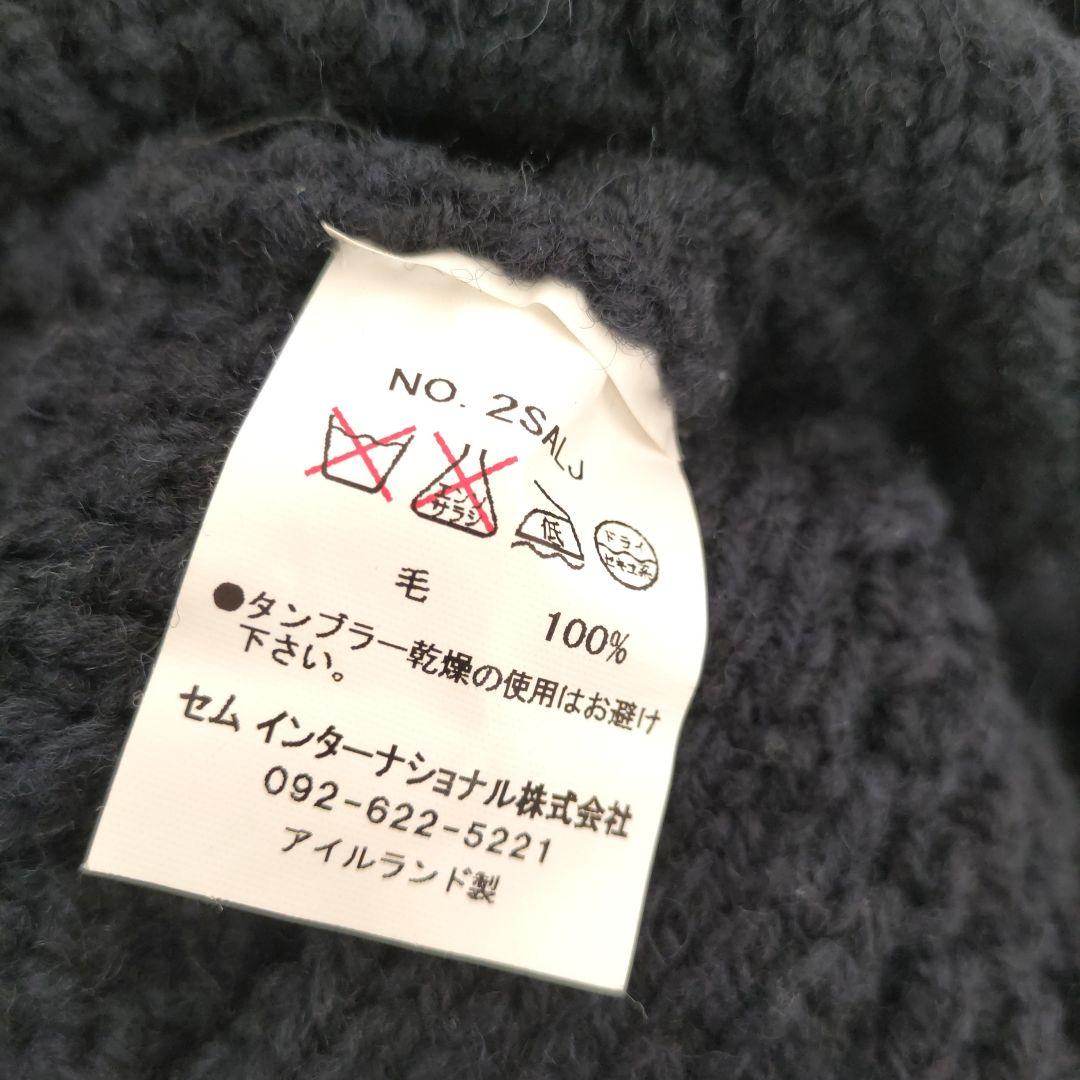 NO. 2SALJ
エンソ
サラシ
低
ドライ
セキユ系
毛 100%
●タンブラー乾燥の使用はお避け
下さい。
セム インターナショナル株式会社
092-622-5221
アイルランド製